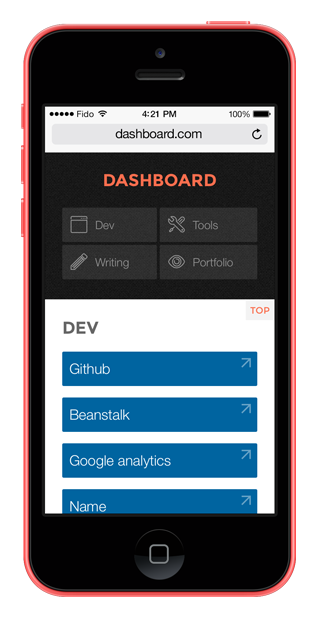 Fido 4:21 PM 100%
dashboard.com
DASHBOARD
Dev Tools
Writing Portfolio
TOP
DEV
Github
Beanstalk
Google analytics
Name